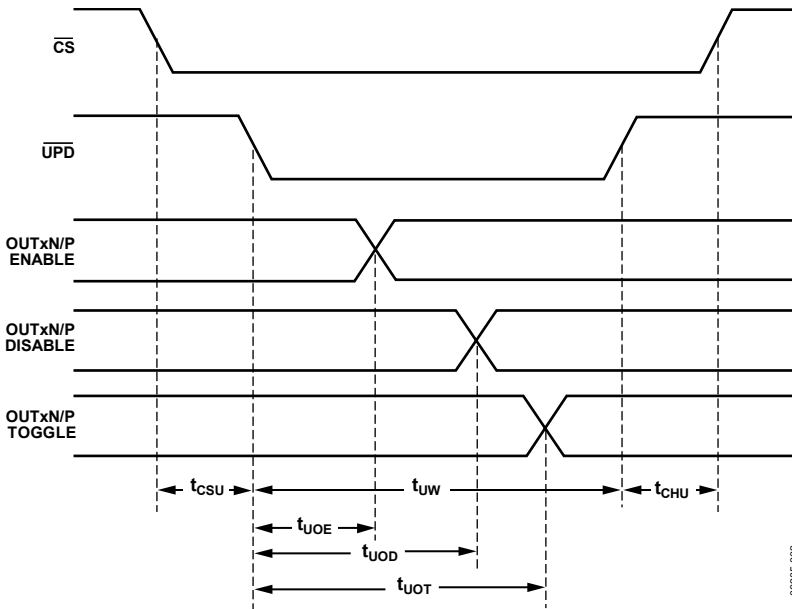 CS
UPD
OUTxN/P
ENABLE
OUTxN/P
DISABLE
OUTxN/P
TOGGLE
tCSU
tUW
tCHU
tUOE
tUOD
tUOT